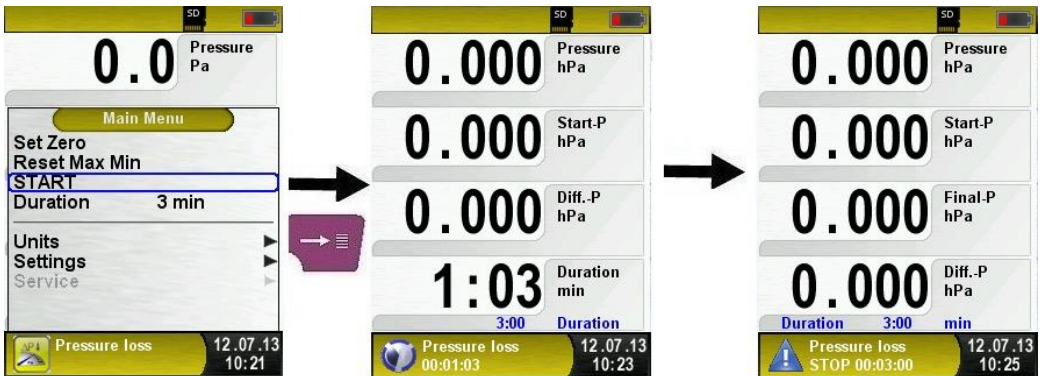 SD
0.0 Pressure
Pa
Main Menu
Set Zero
Reset Max Min
START
Duration 3 min
Units
Settings
Service
Pressure loss 12.07.13
10:21
SD
0.000 Pressure
hPa
0.000 Start-P
hPa
0.000 Diff.-P
hPa
1:03 Duration
min
3:00 Duration
Pressure loss 12.07.13
00:01:03 10:23
SD
0.000 Pressure
hPa
0.000 Start-P
hPa
0.000 Final-P
hPa
0.000 Diff.-P
hPa
Duration 3:00 min
Pressure loss 12.07.13
STOP 00:03:00 10:25